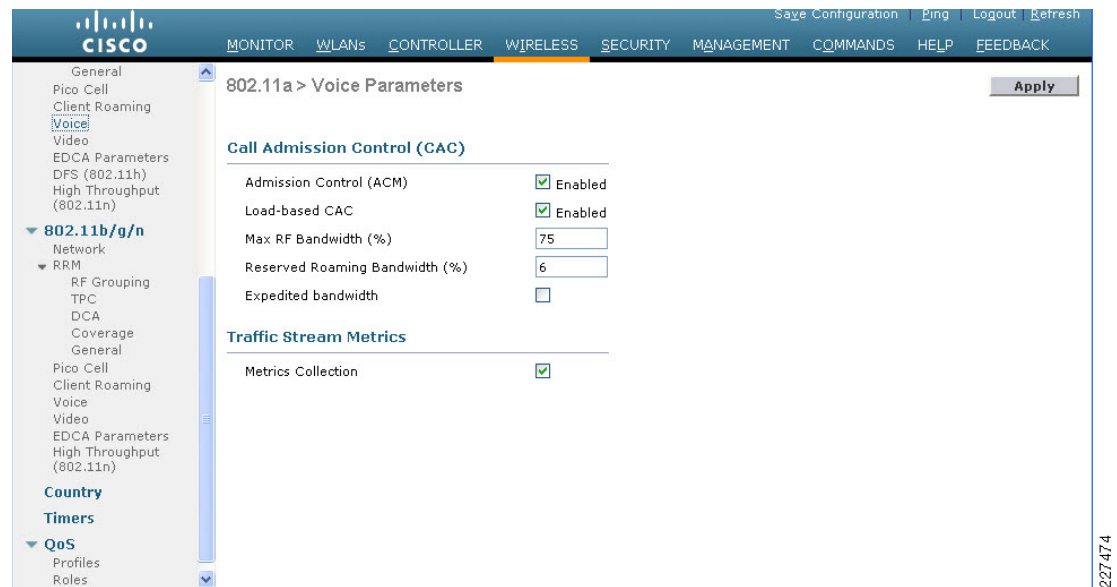 Save Configuration | Ping | Logout | Refresh
CISCO
MONITOR WLANs CONTROLLER WIRELESS SECURITY MANAGEMENT COMMANDS HELP FEEDBACK
General
Pico Cell
Client Roaming
Voice
Video
EDCA Parameters
DFS (802.11h)
High Throughput
(802.11n)
802.11b/g/n
Network
RRM
RF Grouping
TPC
DCA
Coverage
General
Pico Cell
Client Roaming
Voice
Video
EDCA Parameters
High Throughput
(802.11n)
Country
Timers
QoS
Profiles
Roles
802.11a > Voice Parameters
Apply
Call Admission Control (CAC)
Admission Control (ACM) Enabled
Load-based CAC Enabled
Max RF Bandwidth (%) 75
Reserved Roaming Bandwidth (%) 6
Expedited bandwidth
Traffic Stream Metrics
Metrics Collection
227474